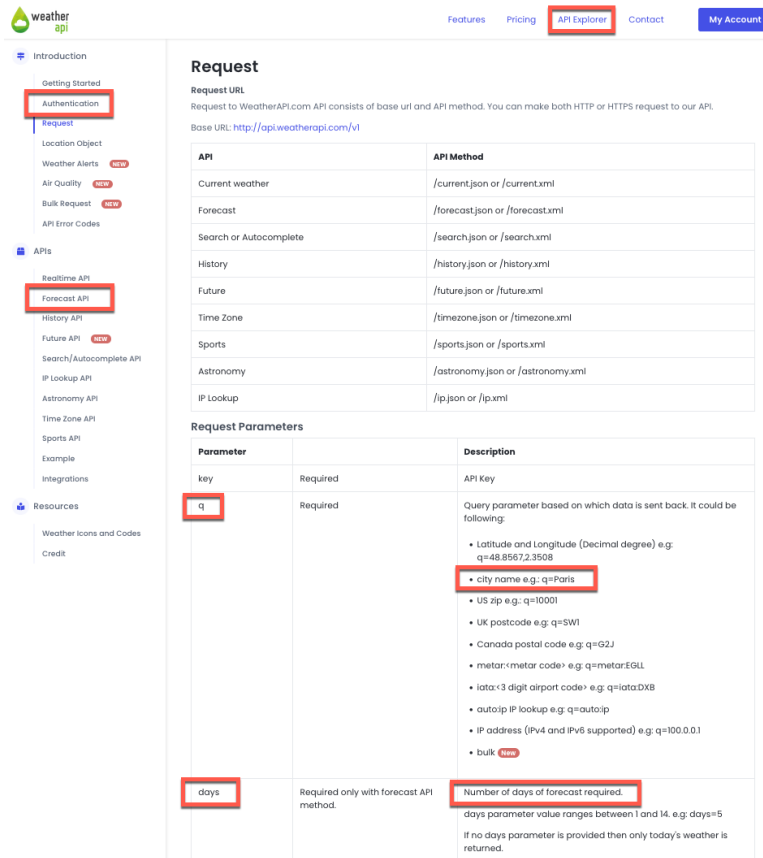 weather
api
Features Pricing API Explorer Contact My Account
Introduction
Getting Started
Authentication
Request
Location Object
Weather Alerts NEW
Air Quality NEW
Bulk Request NEW
API Error Codes
APIs
Realtime API
Forecast API
History API
Future API NEW
Search/Autocomplete API
IP Lookup API
Astronomy API
Time Zone API
Sports API
Example
Integrations
Resources
Weather Icons and Codes
Credit
Request
Request URL
Request to WeatherAPI.com API consists of base url and API method. You can make both HTTP or HTTPS request to our API.
Base URL: http://api.weatherapi.com/v1
API API Method
Current weather /current.json or /current.xml
Forecast /forecast.json or /forecast.xml
Search or Autocomplete /search.json or /search.xml
History /history.json or /history.xml
Future /future.json or /future.xml
Time Zone /timezone.json or /timezone.xml
Sports /sports.json or /sports.xml
Astronomy /astronomy.json or /astronomy.xml
IP Lookup /ip.json or /ip.xml
Request Parameters
Parameter Description
key Required API Key
q Required Query parameter based on which data is sent back. It could be
following:
• Latitude and Longitude (Decimal degree) e.g:
q=48.8567,2.3508
• city name e.g.: q=Paris
• US zip e.g.: q=10001
• UK postcode e.g: q=SW1
• Canada postal code e.g: q=G2J
• metar:<metar code> e.g: q=metar:EGLL
• iata:<3 digit airport code> e.g: q=iata:DXB
• auto:ip IP lookup e.g: q=auto:ip
• IP address (IPv4 and IPv6 supported) e.g: q=100.0.0.1
• bulk New
days Required only with forecast API Number of days of forecast required.
method.
days parameter value ranges between 1 and 14. e.g: days=5
If no days parameter is provided then only today's weather is
returned.